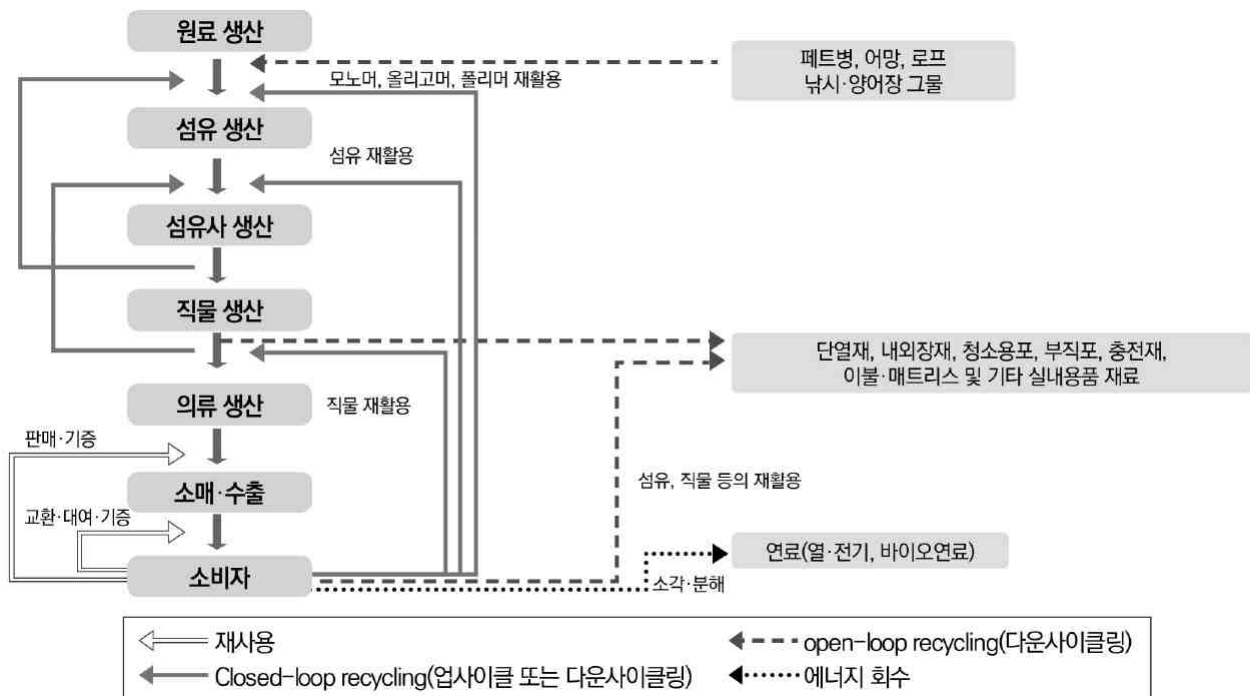 원료 생산
페트병, 어망, 로프
낚시·양어장 그물
모노머, 올리고머, 폴리머 재활용
섬유 생산
섬유 재활용
섬유사 생산
직물 생산
단열재, 내외장재, 청소용포, 부직포, 충전재,
이불·매트리스 및 기타 실내용품 재료
의류 생산
직물 재활용
판매·기증
섬유, 직물 등의 재활용
소매·수출
교환·대여·기증
연료(열·전기, 바이오연료)
소비자
소각·분해
재사용
open-loop recycling(다운사이클링)
Closed-loop recycling(업사이클 또는 다운사이클링)
에너지 회수